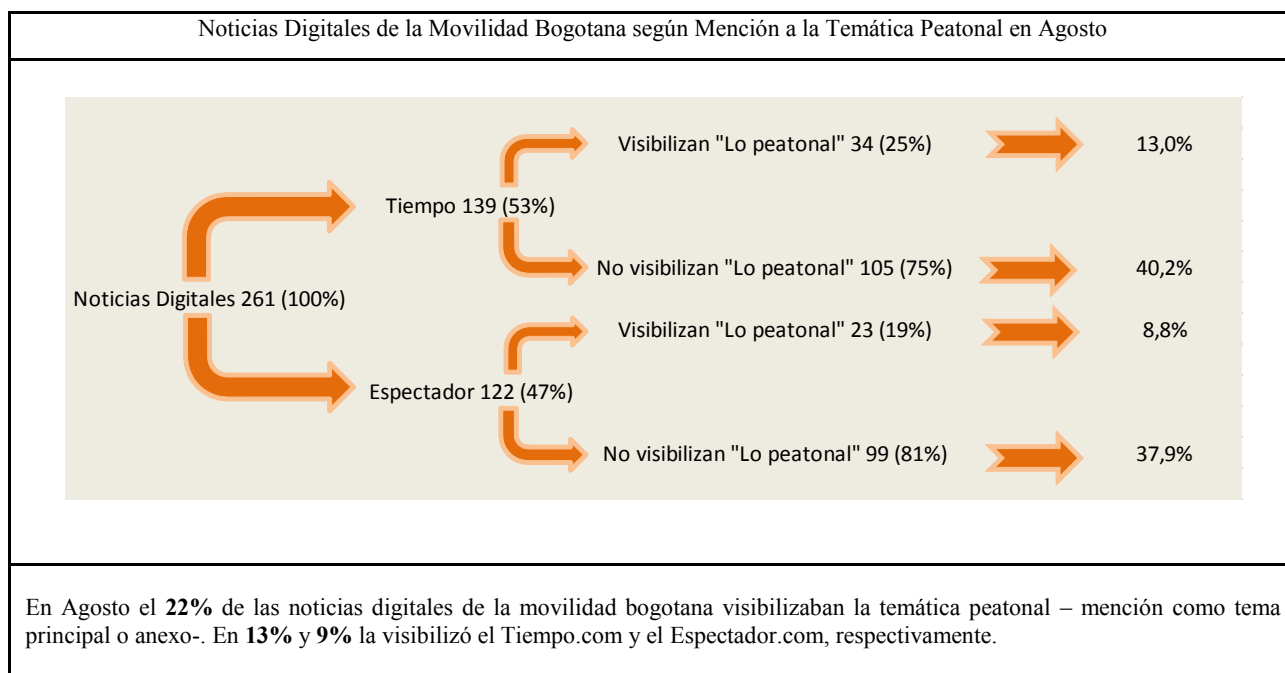 Noticias Digitales de la Movilidad Bogotana según Mención a la Temática Peatonal en Agosto
Visibilizan "Lo peatonal" 34 (25%) 13,0%
Tiempo 139 (53%)
No visibilizan "Lo peatonal" 105 (75%) 40,2%
Noticias Digitales 261 (100%)
Visibilizan "Lo peatonal" 23 (19%) 8,8%
Espectador 122 (47%)
No visibilizan "Lo peatonal" 99 (81%) 37,9%
En Agosto el 22% de las noticias digitales de la movilidad bogotana visibilizaban la temática peatonal – mención como tema
principal o anexo-. En 13% y 9% la visibilizó el Tiempo.com y el Espectador.com, respectivamente.